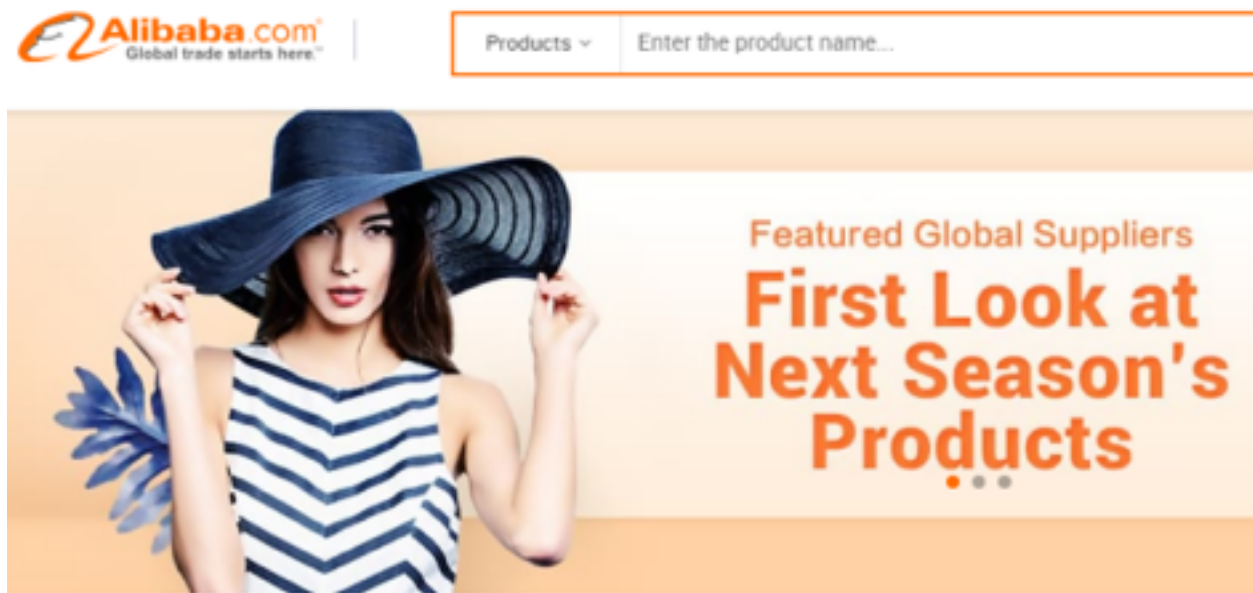 Alibaba.com®
Global trade starts here.™
Products
Enter the product name...
Featured Global Suppliers
First Look at
Next Season's
Products